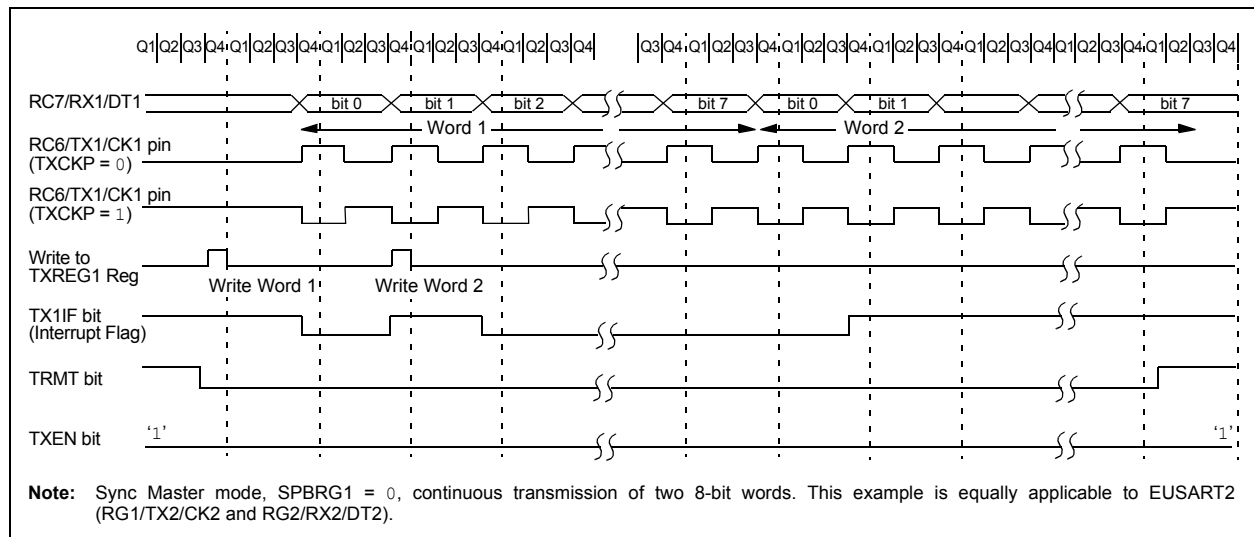 Q1 Q2 Q3 Q4 Q1 Q2 Q3 Q4 Q1 Q2 Q3 Q4 Q1 Q2 Q3 Q4 Q1 Q2 Q3 Q4 Q3 Q4 Q1 Q2 Q3 Q4 Q1 Q2 Q3 Q4 Q1 Q2 Q3 Q4 Q1 Q2 Q3 Q4 Q1 Q2 Q3 Q4 Q1 Q2 Q3 Q4
RC7/RX1/DT1
bit 0 bit 1 bit 2 bit 7 bit 0 bit 1 bit 7
Word 1 Word 2
RC6/TX1/CK1 pin
(TXCKP = 0)
RC6/TX1/CK1 pin
(TXCKP = 1)
Write to
TXREG1 Reg
Write Word 1 Write Word 2
TX1IF bit
(Interrupt Flag)
TRMT bit
TXEN bit
‘1’ ‘1’
Note: Sync Master mode, SPBRG1 = 0, continuous transmission of two 8-bit words. This example is equally applicable to EUSART2
(RG1/TX2/CK2 and RG2/RX2/DT2).